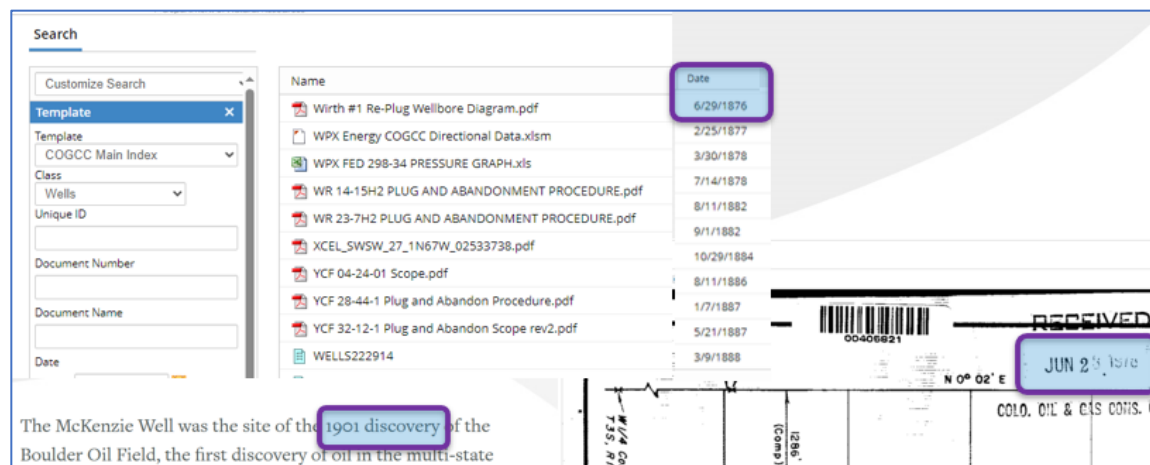 Search
Customize Search
Template ×
Template
COGCC Main Index
Class
Wells
Unique ID
Document Number
Document Name
Date
Name
Wirth #1 Re-Plug Wellbore Diagram.pdf
WPX Energy COGCC Directional Data.xlsm
WPX FED 298-34 PRESSURE GRAPH.xls
WR 14-15H2 PLUG AND ABANDONMENT PROCEDURE.pdf
WR 23-7H2 PLUG AND ABANDONMENT PROCEDURE.pdf
XCEL_SWSW_27_1N67W_02533738.pdf
YCF 04-24-01 Scope.pdf
YCF 28-44-1 Plug and Abandon Procedure.pdf
YCF 32-12-1 Plug and Abandon Scope rev2.pdf
WELLS222914
Date
6/29/1876
2/25/1877
3/30/1878
7/14/1878
8/11/1882
9/1/1882
10/29/1884
8/11/1886
1/7/1887
5/21/1887
3/9/1888
The McKenzie Well was the site of the 1901 discovery of the
Boulder Oil Field, the first discovery of oil in the multi-state
00405821
RECEIVED
JUN
N 0° 02' E
COLO. OIL & GAS CONS.
W 1/4
T3S,
1286'
(Comp)